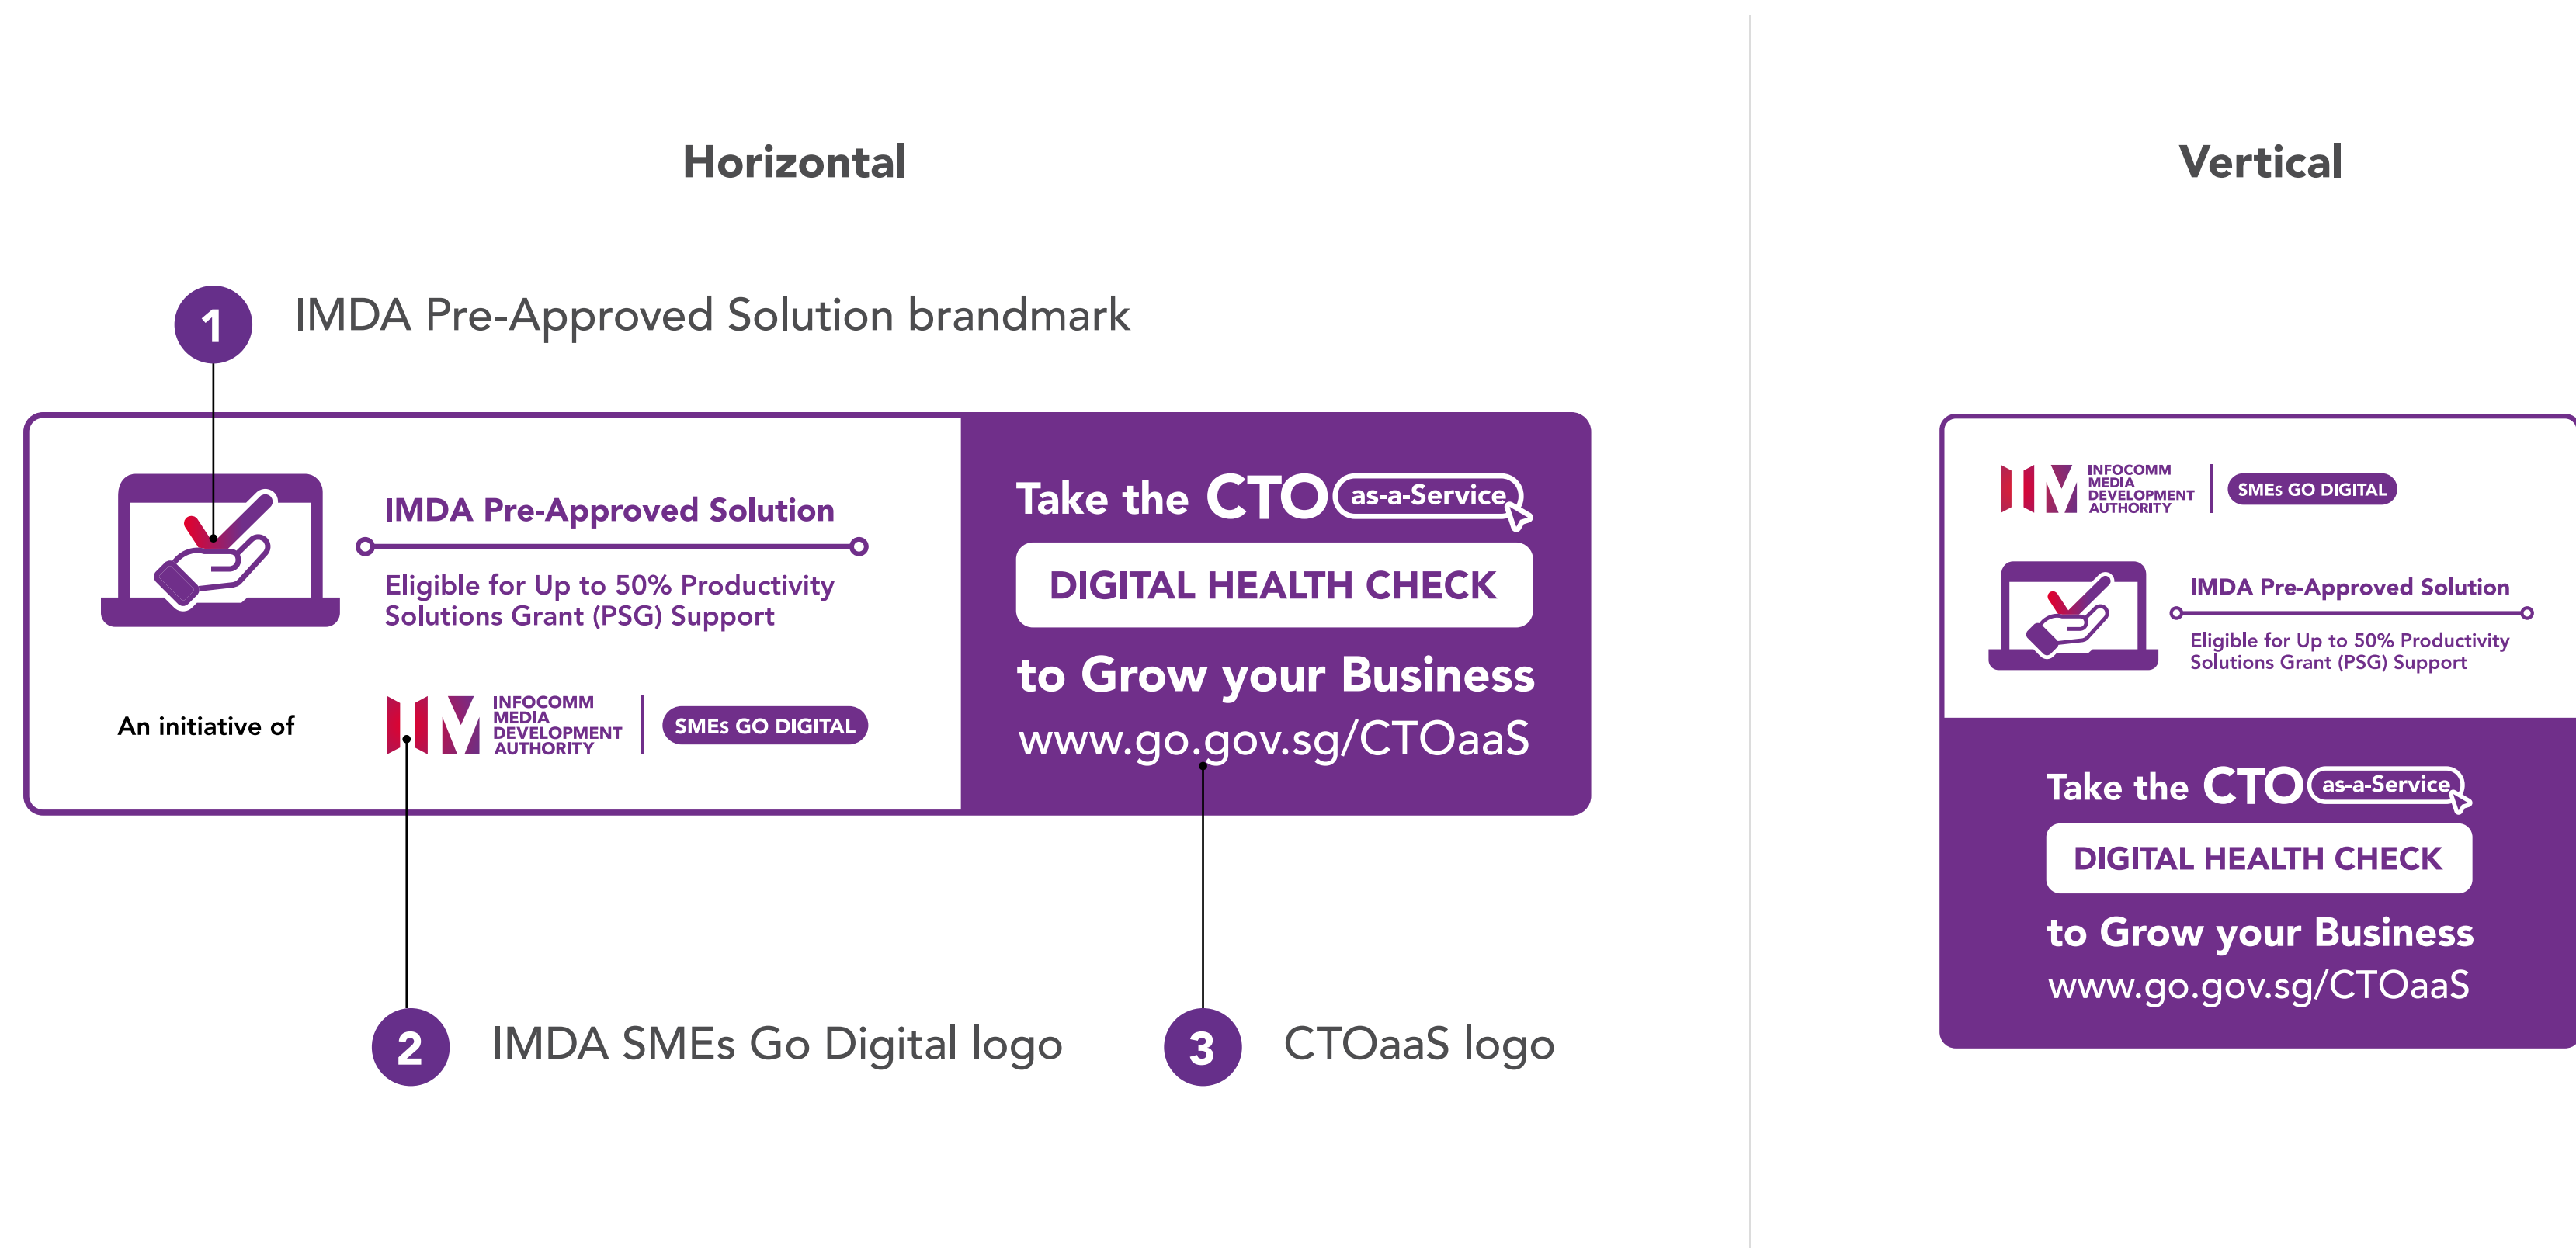 Horizontal
1 IMDA Pre-Approved Solution brandmark
IMDA Pre-Approved Solution
Eligible for Up to 50% Productivity
Solutions Grant (PSG) Support
An initiative of
INFOCOMM
MEDIA
DEVELOPMENT
AUTHORITY
SMEs GO DIGITAL
Take the CTO as-a-Service
DIGITAL HEALTH CHECK
to Grow your Business
www.go.gov.sg/CTOaaS
2 IMDA SMEs Go Digital logo
3 CTOaaS logo
Vertical
INFOCOMM
MEDIA
DEVELOPMENT
AUTHORITY
SMEs GO DIGITAL
IMDA Pre-Approved Solution
Eligible for Up to 50% Productivity
Solutions Grant (PSG) Support
Take the CTO as-a-Service
DIGITAL HEALTH CHECK
to Grow your Business
www.go.gov.sg/CTOaaS